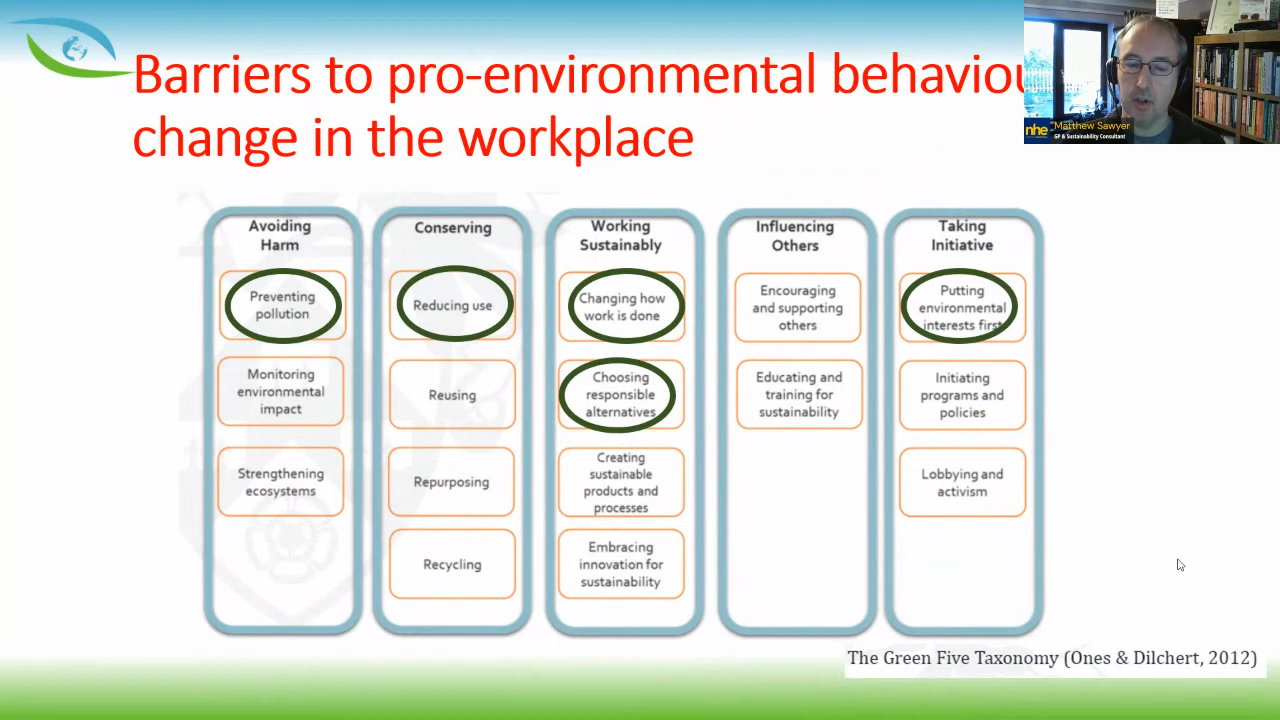 Barriers to pro-environmental behaviou
change in the workplace
nhe
Matthew Sawyer
GP & Sustainability Consultant
Avoiding
Harm
Preventing
pollution
Monitoring
environmental
impact
Strengthening
ecosystems
Conserving
Reducing use
Reusing
Repurposing
Recycling
Working
Sustainably
Changing how
work is done
Choosing
responsible
alternatives
Creating
sustainable
products and
processes
Embracing
innovation for
sustainability
Influencing
Others
Encouraging
and supporting
others
Educating and
training for
sustainability
Taking
Initiative
Putting
environmental
interests first
Initiating
programs and
policies
Lobbying and
activism
The Green Five Taxonomy (Ones & Dilchert, 2012)